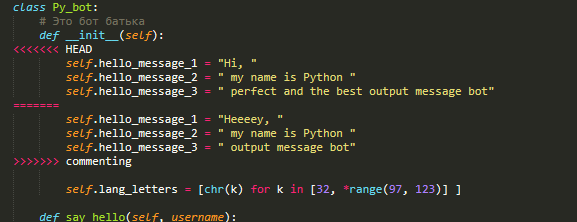 class Py_bot:
    # Это бот батька
    def __init__(self):
<<<<<<< HEAD
        self.hello_message_1 = "Hi, "
        self.hello_message_2 = " my name is Python "
        self.hello_message_3 = " perfect and the best output message bot"
=======
        self.hello_message_1 = "Heeeey, "
        self.hello_message_2 = " my name is Python "
        self.hello_message_3 = " output message bot"
>>>>>>> commenting
        self.lang_letters = [chr(k) for k in [32, *range(97, 123)] ]
    def say_hello(self, username):